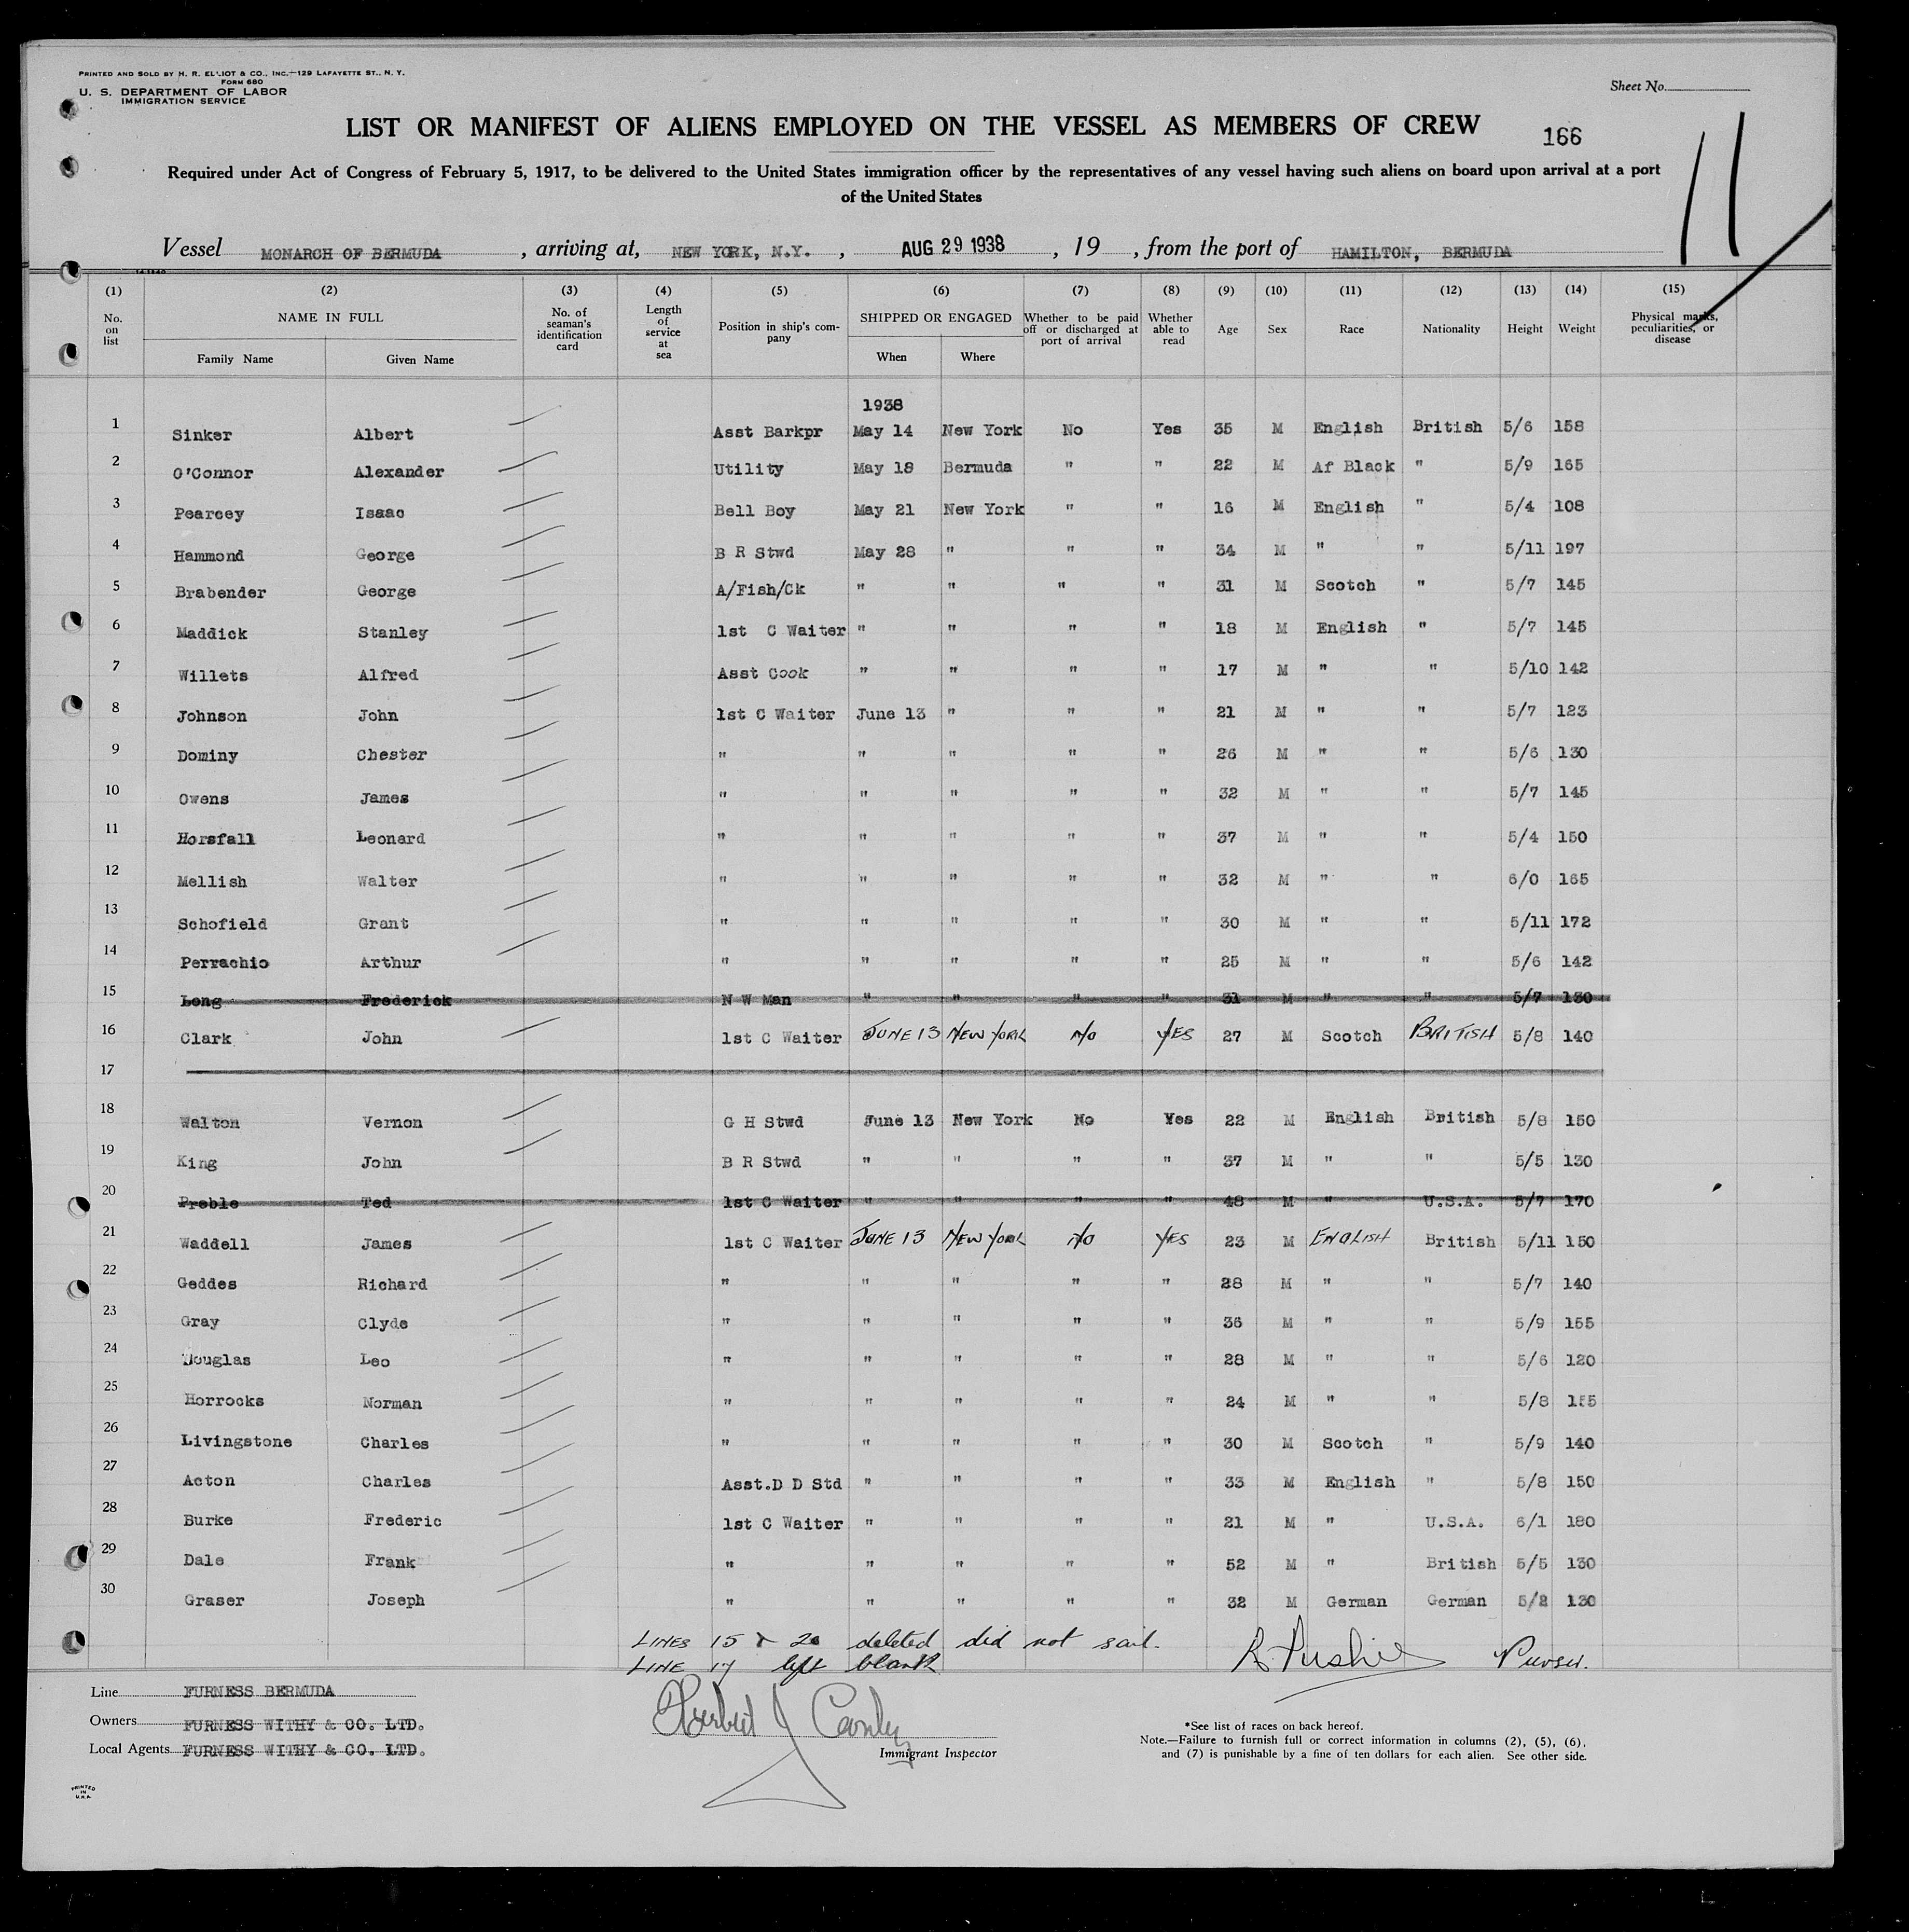 PRINTED AND SOLD BY H. R. ELLIOT & CO., INC.—129 LAFAYETTE ST., N. Y.
FORM 680
U. S. DEPARTMENT OF LABOR
IMMIGRATION SERVICE
Sheet No.
LIST OR MANIFEST OF ALIENS EMPLOYED ON THE VESSEL AS MEMBERS OF CREW 166
11
Required under Act of Congress of February 5, 1917, to be delivered to the United States immigration officer by the representatives of any vessel having such aliens on board upon arrival at a port
of the United States
Vessel MONARCH OF BERMUDA, arriving at, NEW YORK, N.Y., AUG 29 1938, 19 , from the port of HAMILTON, BERMUDA
(1) (2) (3) (4) (5) (6) (7) (8) (9) (10) (11) (12) (13) (14) (15)
No. on list NAME IN FULL Family Name Given Name No. of seaman's identification card Length of service at sea Position in ship's company SHIPPED OR ENGAGED When Where Whether to be paid off or discharged at port of arrival Whether able to read Age Sex Race Nationality Height Weight Physical marks, peculiarities, or disease
1938
1 Sinker Albert Asst Barkpr May 14 New York No Yes 35 M English British 5/6 158
2 O'Connor Alexander Utility May 18 Bermuda " " 22 M Af Black " 5/9 165
3 Pearcey Isaac Bell Boy May 21 New York " " 16 M English " 5/4 108
4 Hammond George B R Stwd May 28 " " " 34 M " " 5/11 197
5 Brabender George A/Fish/Ck " " " " 31 M Scotch " 5/7 145
6 Maddick Stanley 1st C Waiter " " " " 18 M English " 5/7 145
7 Willets Alfred Asst Cook " " " " 17 M " " 5/10 142
8 Johnson John 1st C Waiter June 13 " " " 21 M " " 5/7 123
9 Dominy Chester " " " " " 26 M " " 5/6 130
10 Owens James " " " " " 32 M " " 5/7 145
11 Horsfall Leonard " " " " " 37 M " " 5/4 150
12 Mellish Walter " " " " " 32 M " " 6/0 165
13 Schofield Grant " " " " " 30 M " " 5/11 172
14 Perrachio Arthur " " " " " 25 M " " 5/6 142
15 Long Frederick N W Man " " " " 31 M " " 5/7 130
16 Clark John 1st C Waiter JUNE 13 NEW YORK NO YES 27 M Scotch BRITISH 5/8 140
17
18 Walton Vernon G H Stwd June 13 New York No Yes 22 M English British 5/8 150
19 King John B R Stwd " " " " 37 M " " 5/5 130
20 Preble Ted 1st C Waiter " " " " 48 M " U.S.A. 5/7 170
21 Waddell James 1st C Waiter JUNE 13 NEW YORK NO YES 23 M ENGLISH British 5/11 150
22 Geddes Richard " " " " " 28 M " " 5/7 140
23 Gray Clyde " " " " " 36 M " " 5/9 155
24 Douglas Leo " " " " " 28 M " " 5/6 120
25 Horrocks Norman " " " " " 24 M " " 5/8 155
26 Livingstone Charles " " " " " 30 M Scotch " 5/9 140
27 Acton Charles Asst.D D Std " " " " 33 M English " 5/8 150
28 Burke Frederic 1st C Waiter " " " " 21 M " U.S.A. 6/1 180
29 Dale Frank " " " " " 52 M " British 5/5 130
30 Graser Joseph " " " " " 32 M German German 5/2 130
LINES 15 & 20 deleted did not sail.
LINE 17 left blank
Purser.
Line FURNESS BERMUDA
Owners FURNESS WITHY & CO. LTD.
Local Agents FURNESS WITHY & CO. LTD.
Herbert J
Immigrant Inspector
*See list of races on back hereof.
Note.—Failure to furnish full or correct information in columns (2), (5), (6),
and (7) is punishable by a fine of ten dollars for each alien. See other side.
PRINTED
IN
U.S.A.